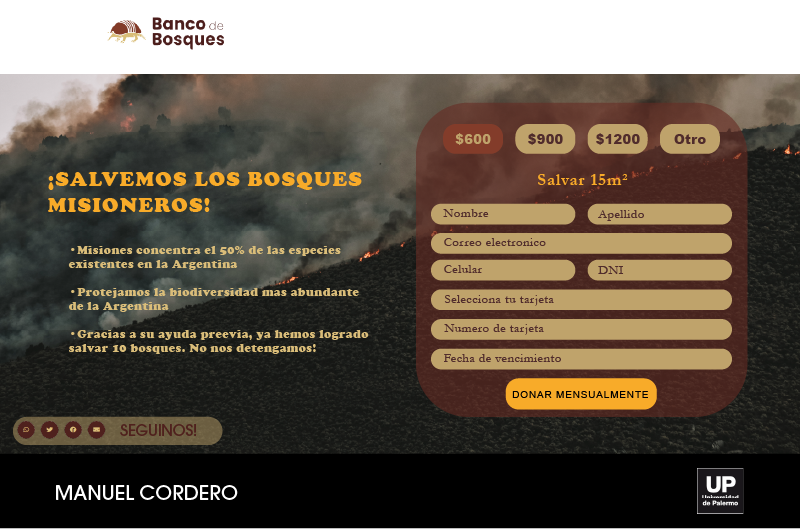 Banco de
Bosques
$600 $900 $1200 Otro
¡SALVEMOS LOS BOSQUES
MISIONEROS!
•Misiones concentra el 50% de las especies
existentes en la Argentina
•Protejamos la biodiversidad mas abundante
de la Argentina
•Gracias a su ayuda preevia, ya hemos logrado
salvar 10 bosques. No nos detengamos!
Salvar 15m²
Nombre Apellido
Correo electronico
Celular DNI
Selecciona tu tarjeta
Numero de tarjeta
Fecha de vencimiento
DONAR MENSUALMENTE
SEGUINOS!
MANUEL CORDERO
UP
Universidad
de Palermo